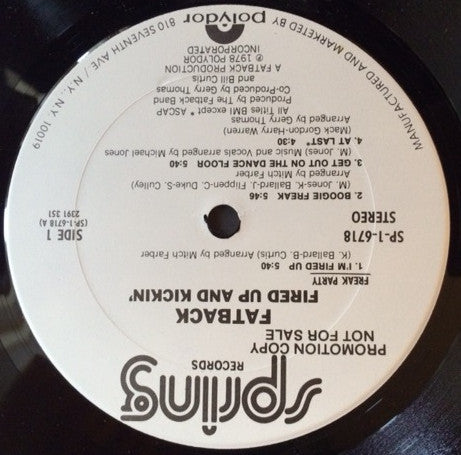 spring
RECORDS
PROMOTION COPY
NOT FOR SALE
FATBACK
FIRED UP AND KICKIN'
FREAK PARTY
1. I'M FIRED UP 5:40
(K. Ballard-B. Curtis) Arranged by Mitch Farber
SP-1-6718
STEREO
SIDE 1
(SP-1-6718 A)
2391 351
2. BOOGIE FREAK 5:46
(M. Jones-K. Ballard-J. Flippen-C. Duke-S. Culley)
Arranged by Mitch Farber
3. GET OUT ON THE DANCE FLOOR 5:40
(M. Jones) Music and Vocals arranged by Michael Jones
4. AT LAST* 4:30
(Mack Gordon-Harry Warren)
Arranged by Gerry Thomas
All Titles BMI except * ASCAP
Produced by The Fatback Band
Co-Produced by Gerry Thomas
and Bill Curtis
A FATBACK PRODUCTION
℗ 1978 POLYDOR
INCORPORATED
polydor
MANUFACTURED AND MARKETED BY 810 SEVENTH AVE / N.Y. N.Y. 10019